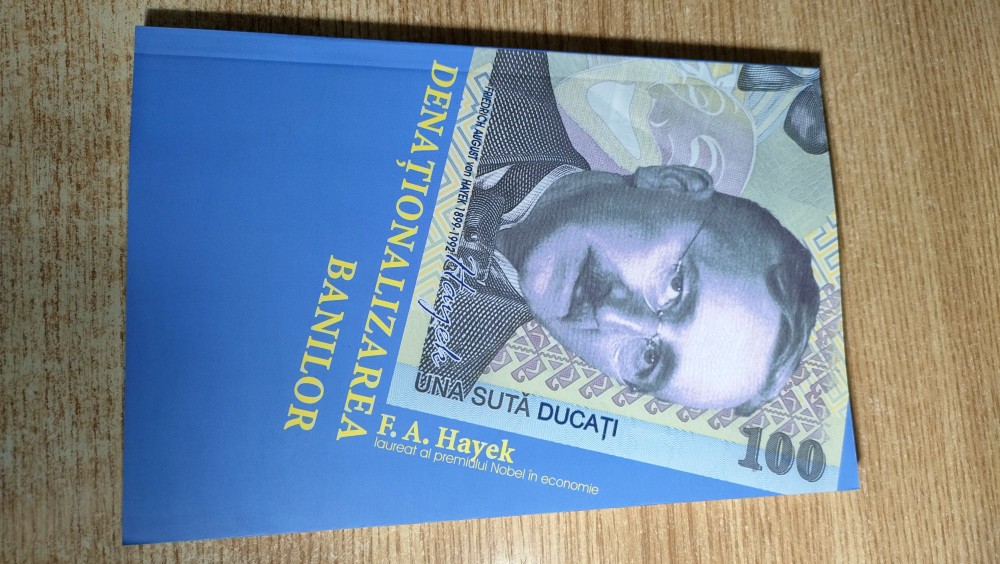 DENAȚIONALIZAREA
BANILOR
F. A. Hayek
laureat al premiului Nobel în economie
FRIEDRICH AUGUST von HAYEK 1899-1992
Hayek
UNA SUTĂ DUCAȚI
100